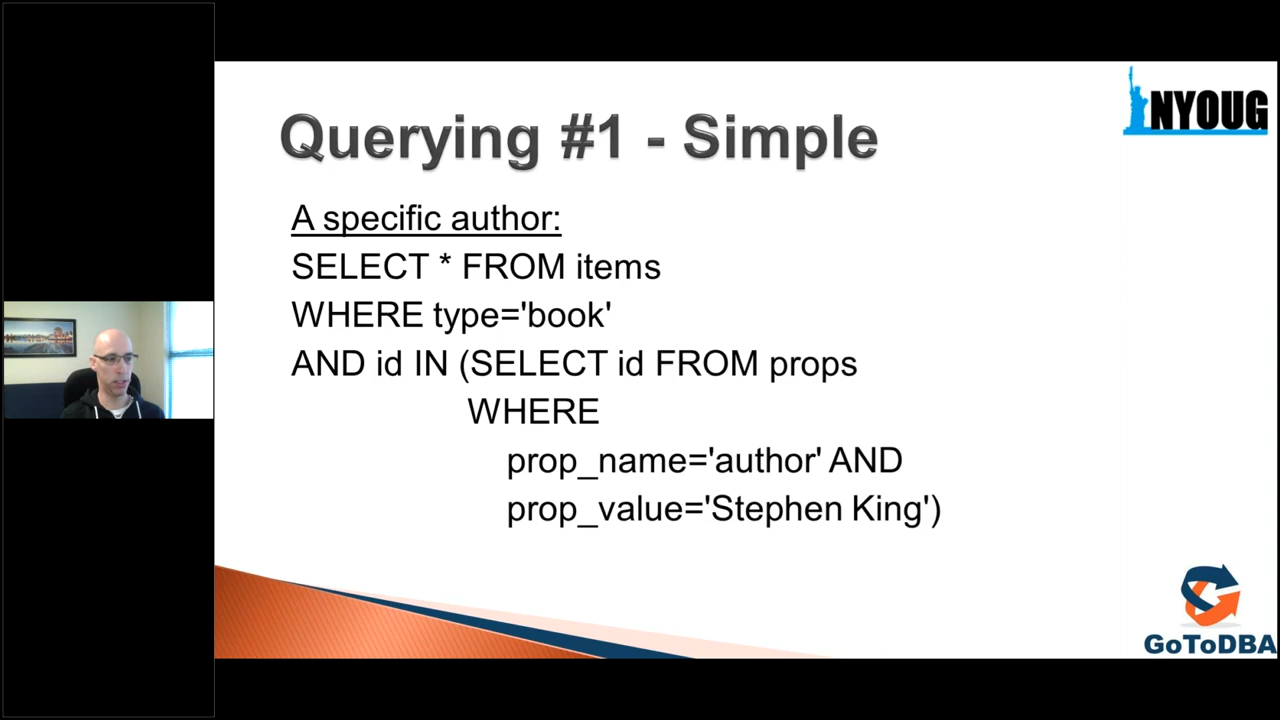 NYOUG
Querying #1 - Simple
A specific author:
SELECT * FROM items
WHERE type='book'
AND id IN (SELECT id FROM props
WHERE
prop_name='author' AND
prop_value='Stephen King')
GoToDBA